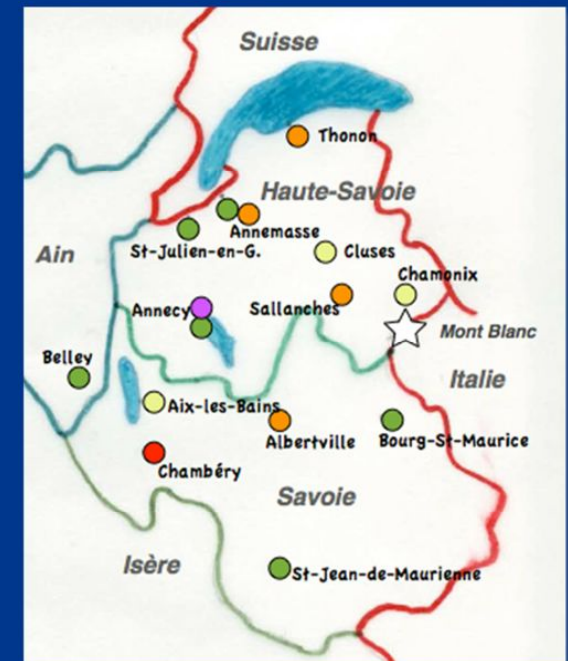 Suisse
Thonon
Haute-Savoie
Annemasse
St-Julien-en-G.
Ain
Cluses
Chamonix
Annecy
Sallanches
Mont Blanc
Belley
Italie
Aix-les-Bains
Albertville
Bourg-St-Maurice
Chambéry
Savoie
Isère
St-Jean-de-Maurienne